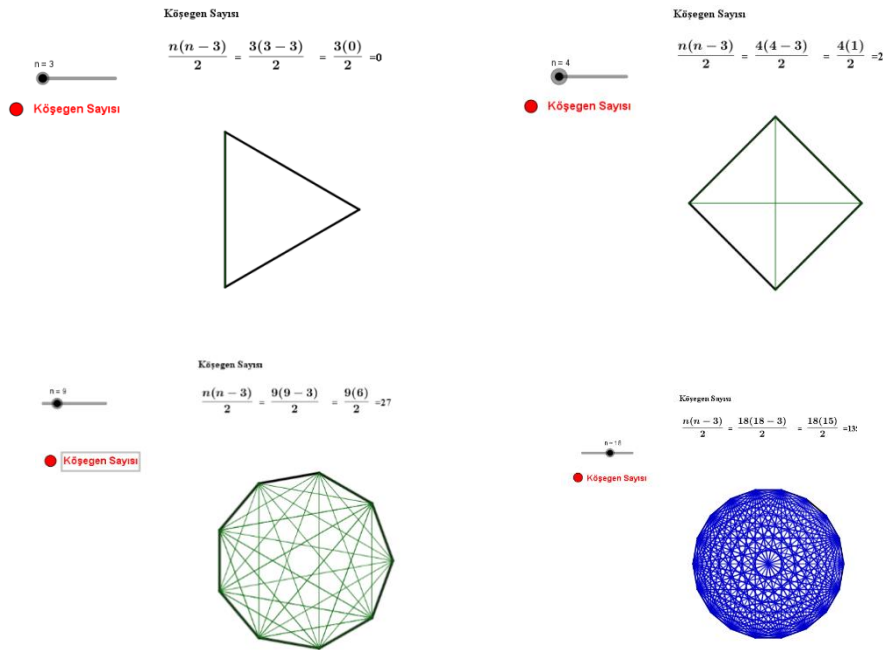 Köşegen Sayısı
n(n − 3)/2 = 3(3 − 3)/2 = 3(0)/2 =0
n = 3
Köşegen Sayısı
Köşegen Sayısı
n(n − 3)/2 = 4(4 − 3)/2 = 4(1)/2 =2
n = 4
Köşegen Sayısı
Köşegen Sayısı
n(n − 3)/2 = 9(9 − 3)/2 = 9(6)/2 =27
n = 9
Köşegen Sayısı
Köşegen Sayısı
n(n − 3)/2 = 18(18 − 3)/2 = 18(15)/2
n = 18
Köşegen Sayısı